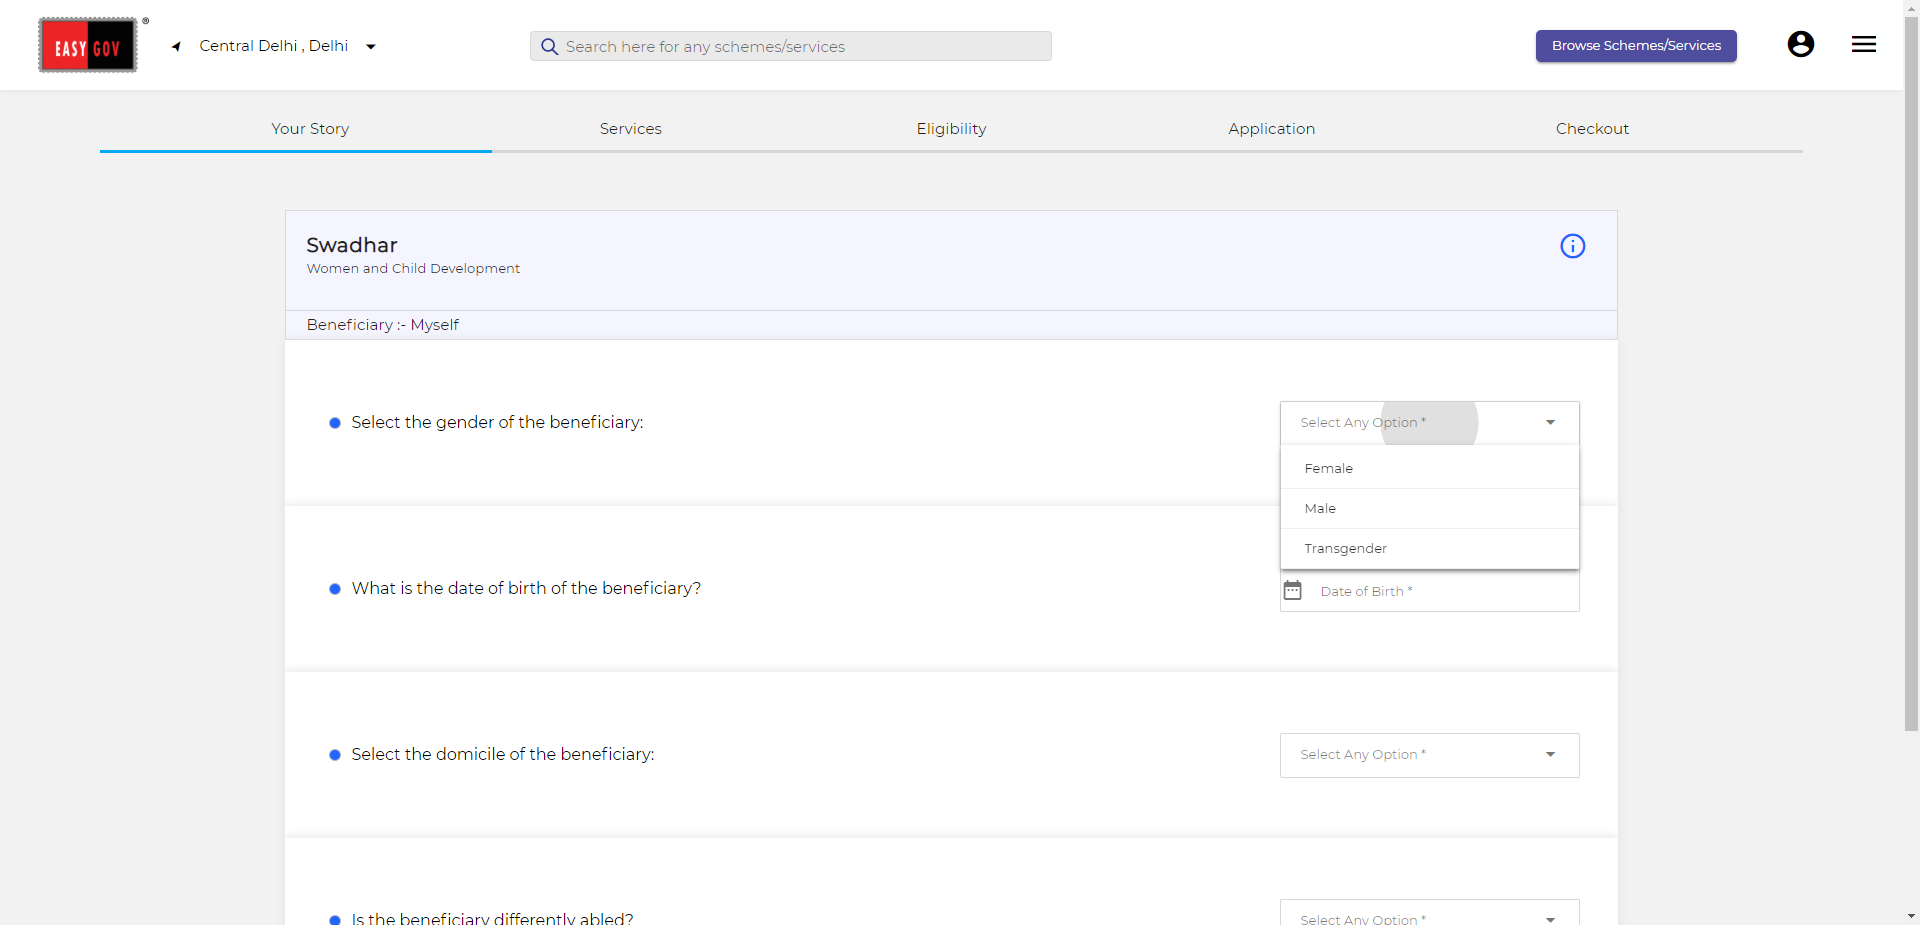 EASY GOV ®
Central Delhi , Delhi
Search here for any schemes/services
Browse Schemes/Services
Your Story
Services
Eligibility
Application
Checkout
Swadhar
Women and Child Development
Beneficiary :- Myself
Select the gender of the beneficiary:
Select Any Option *
Female
Male
Transgender
What is the date of birth of the beneficiary?
Date of Birth *
Select the domicile of the beneficiary:
Select Any Option *
Is the beneficiary differently abled?
Select Any Option *